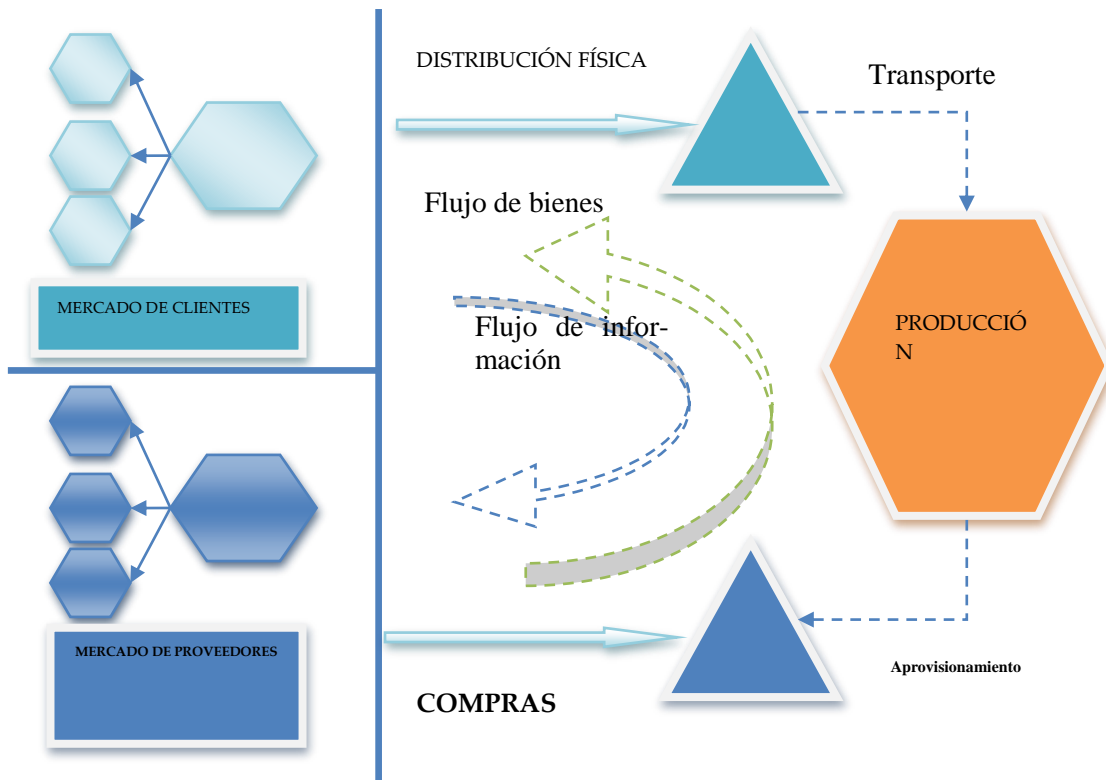 DISTRIBUCIÓN FÍSICA
Transporte
Flujo de bienes
MERCADO DE CLIENTES
Flujo de infor-
mación
PRODUCCIÓ
N
MERCADO DE PROVEEDORES
Aprovisionamiento
COMPRAS